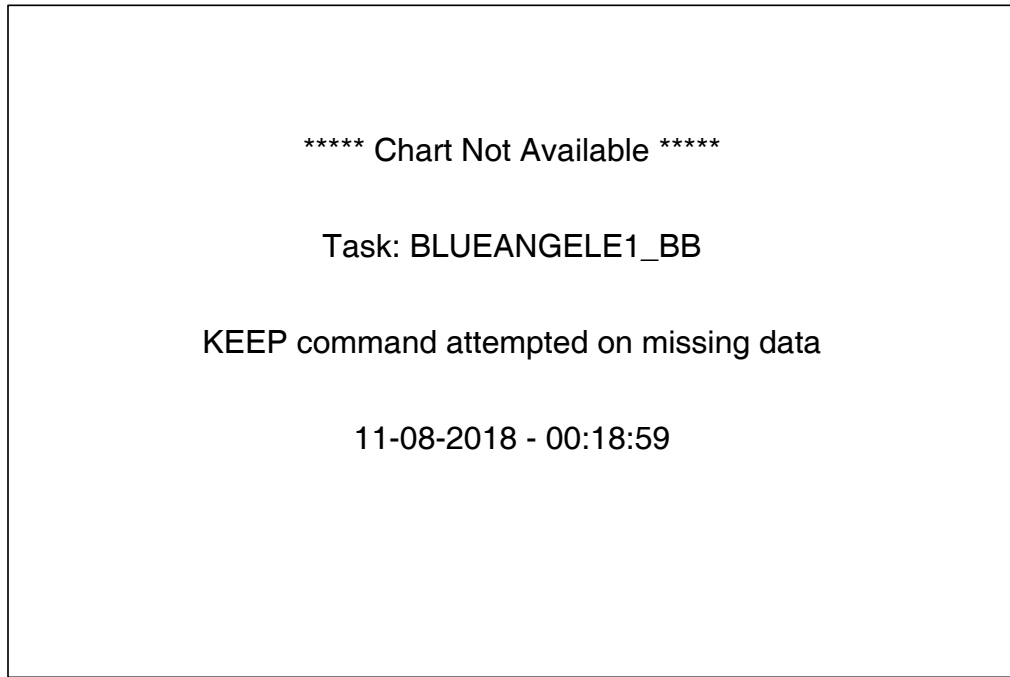 ***** Chart Not Available *****
Task: BLUEANGELE1_BB
KEEP command attempted on missing data
11-08-2018 - 00:18:59